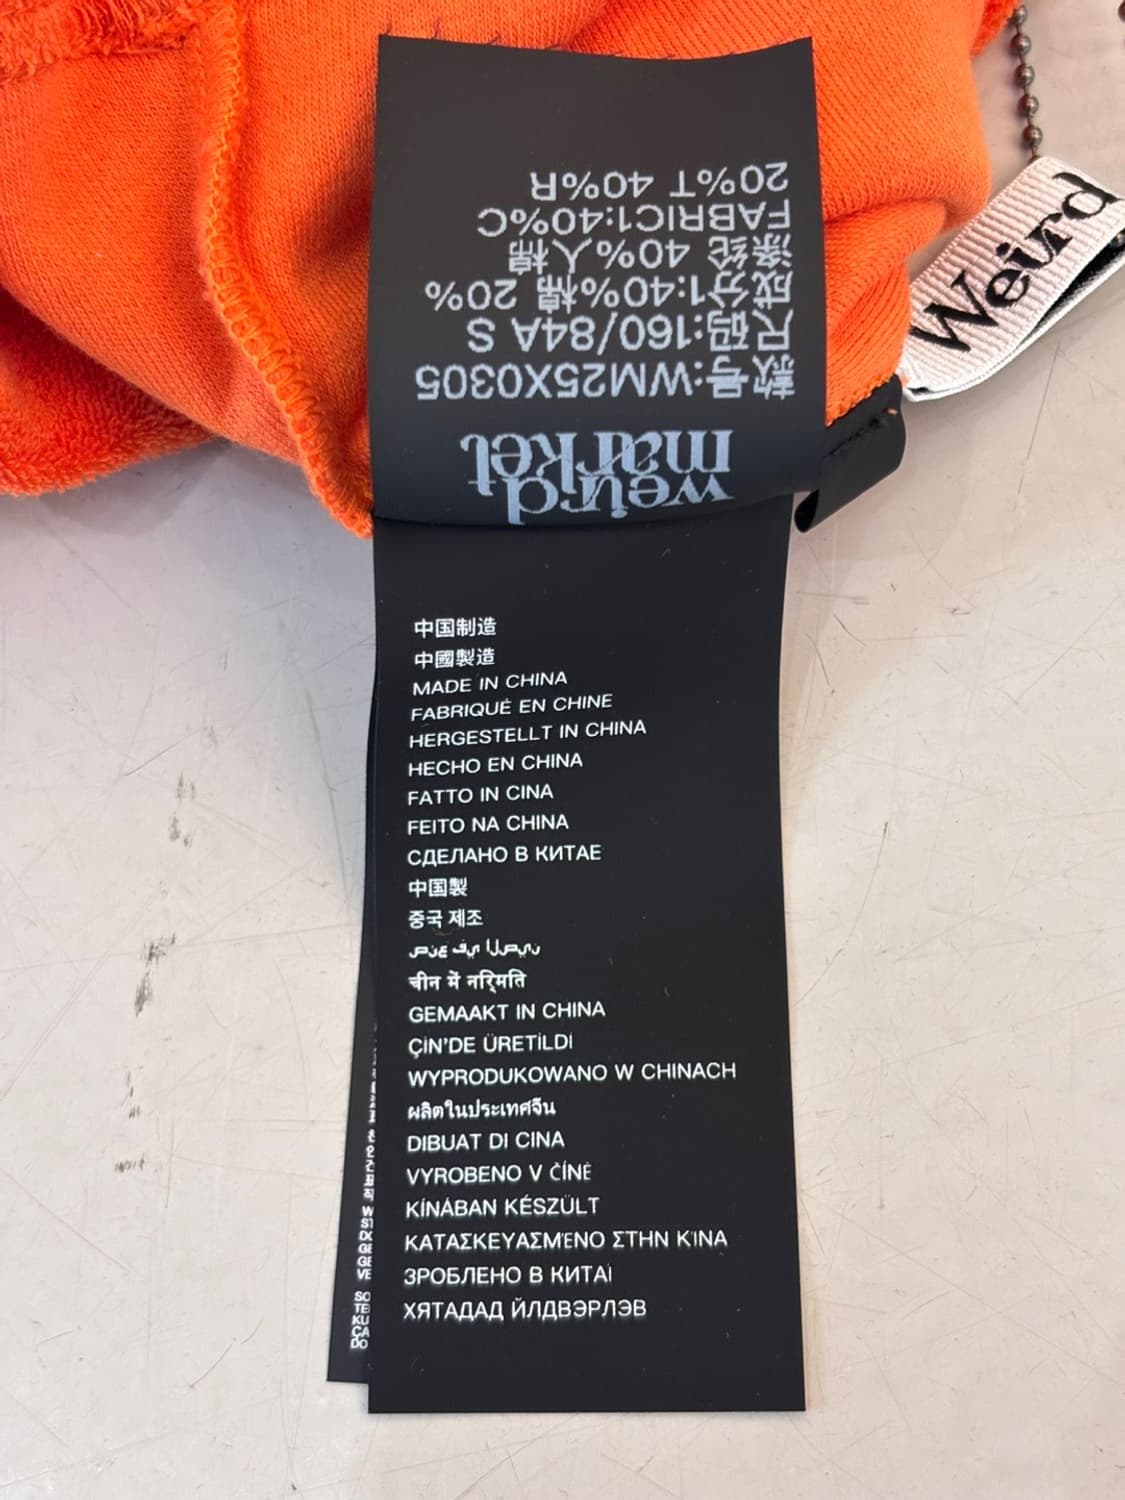 weird
market
款号:WM25X0305
尺码:160/84A S
成分1:40%棉 20%
涤纶 40%人棉
FABRIC1:40%C
20%T 40%R
Weird
中国制造
中國製造
MADE IN CHINA
FABRIQUÉ EN CHINE
HERGESTELLT IN CHINA
HECHO EN CHINA
FATTO IN CINA
FEITO NA CHINA
СДЕЛАНО В КИТАЕ
中国製
중국 제조
صنع في الصين
चीन में नरि्मति
GEMAAKT IN CHINA
ÇİN'DE ÜRETİLDİ
WYPRODUKOWANO W CHINACH
ผลิตในประเทศจีน
DIBUAT DI CINA
VYROBENO V ČÍNĚ
KÍNÁBAN KÉSZÜLT
ΚΑΤΑΣΚΕΥΑΣΜΈΝΟ ΣΤΗΝ ΚΊΝΑ
ЗРОБЛЕНО В КИТАЇ
ХЯТАДАД ЙЛДВЭРЛЭВ